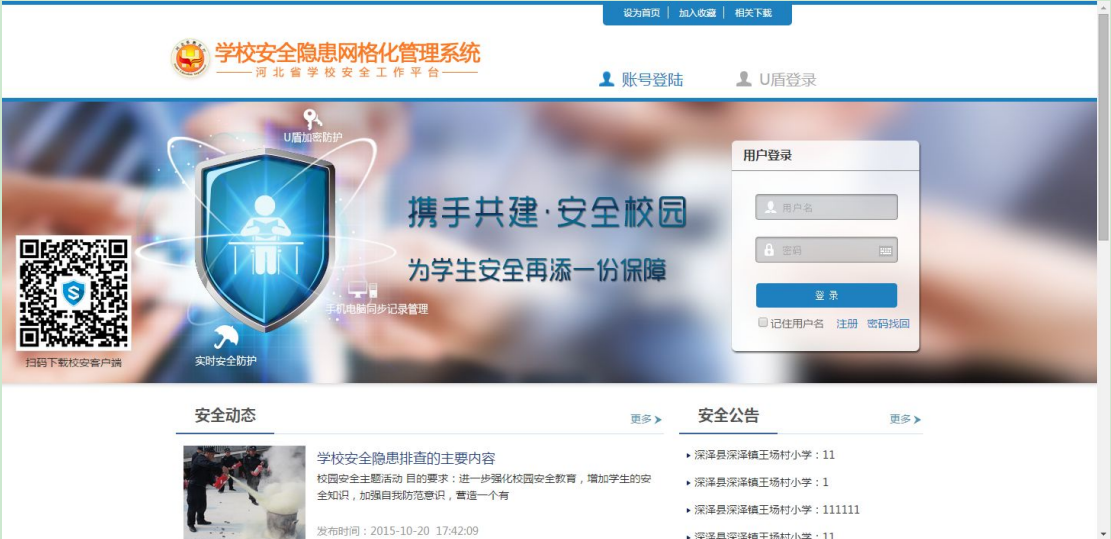 设为首页 | 加入收藏 | 相关下载
学校安全隐患网格化管理系统
河北省学校安全工作平台
账号登陆
U盾登录
U盾加密防护
携手共建·安全校园
为学生安全再添一份保障
手机电脑同步记录管理
实时安全防护
扫码下载校安客户端
用户登录
用户名
密码
登录
记住用户名 注册 密码找回
安全动态
更多
学校安全隐患排查的主要内容
校园安全主题活动 目的要求：进一步强化校园安全教育，增加学生的安
全知识，加强自我防范意识，营造一个有
发布时间：2015-10-20 17:42:09
安全公告
更多
深泽县深泽镇王场村小学：11
深泽县深泽镇王场村小学：1
深泽县深泽镇王场村小学：111111
深泽县深泽镇王场村小学：11